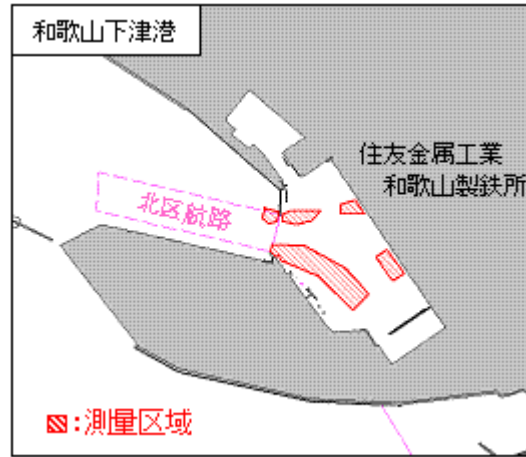 和歌山下津港
住友金属工業
和歌山製鉄所
北区航路
:測量区域